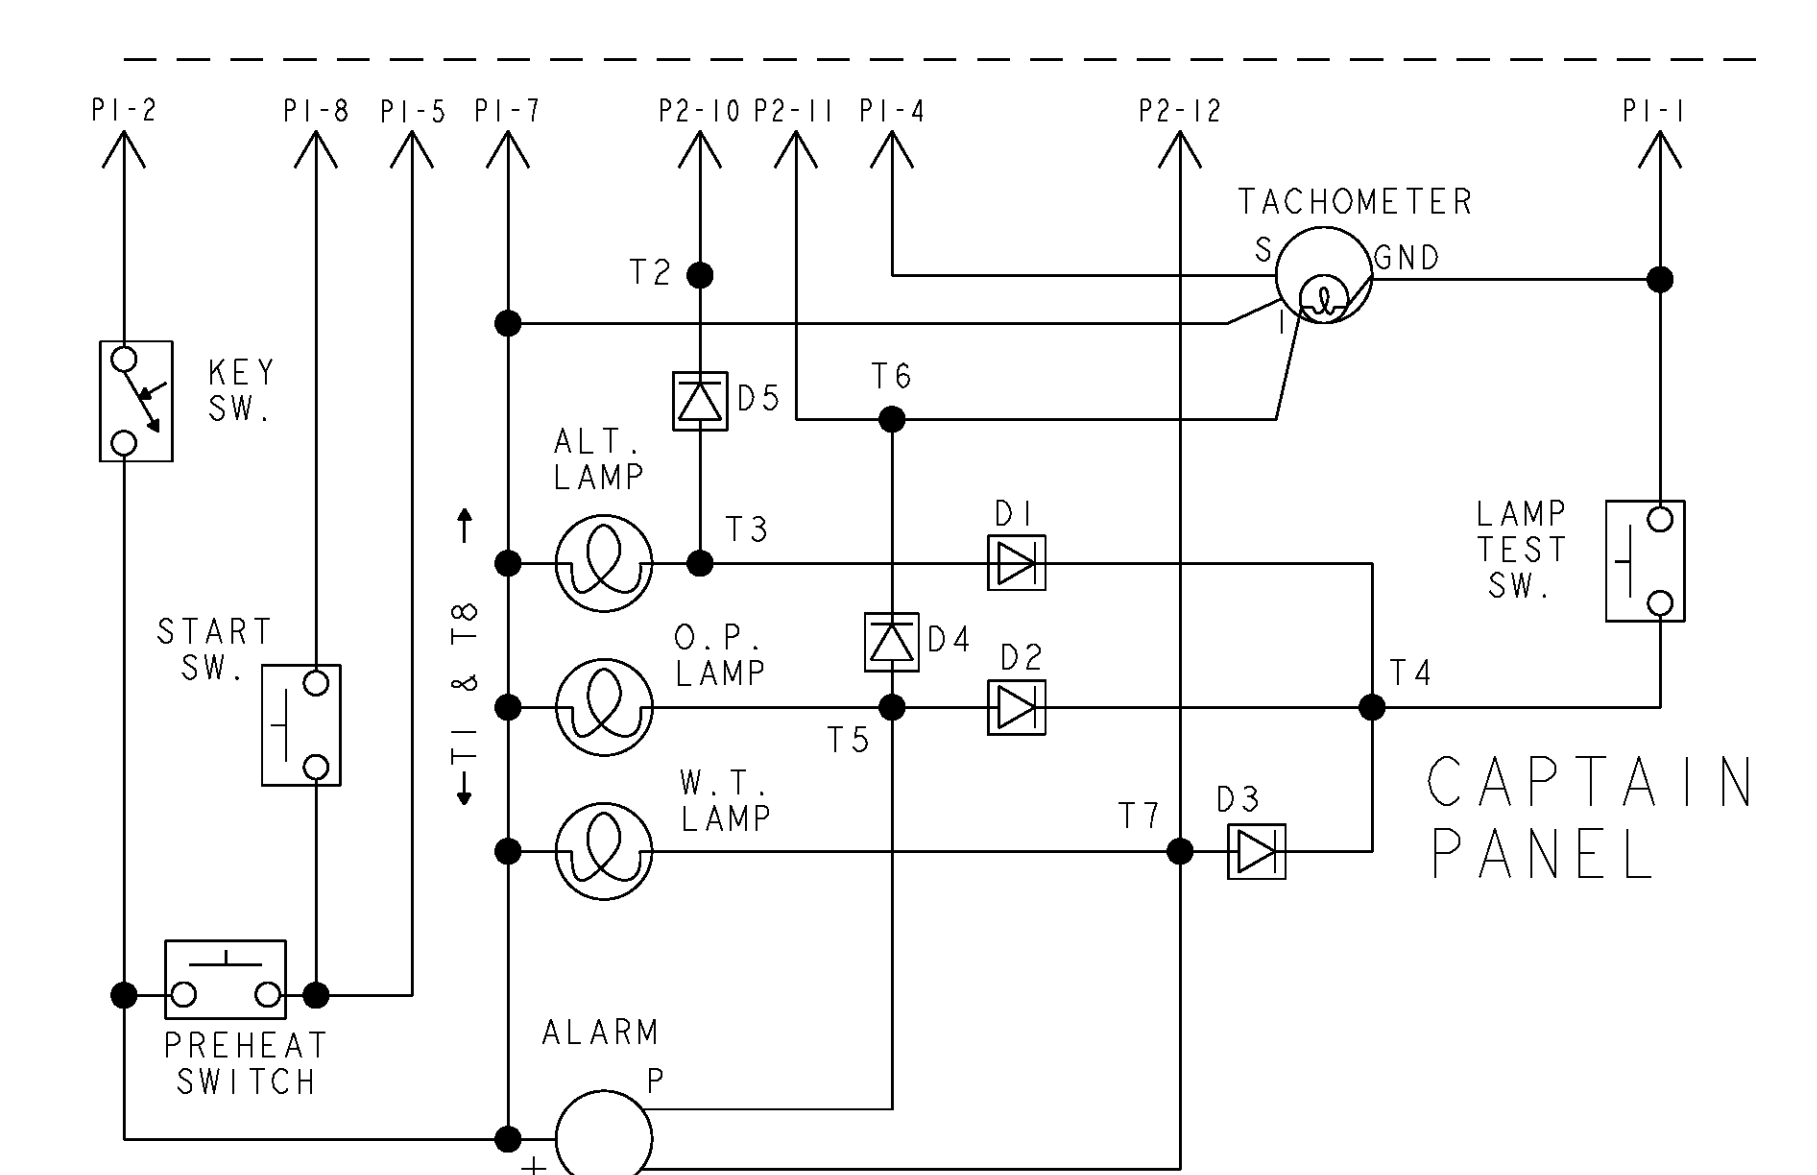 P1-2
P1-8
P1-5
P1-7
P2-10
P2-11
P1-4
P2-12
P1-1
TACHOMETER
S
GND
I
T2
KEY
SW.
D5
T6
ALT.
LAMP
T3
D1
LAMP
TEST
SW.
START
SW.
←T1 & T8→
O.P.
LAMP
D4
D2
T4
T5
W.T.
LAMP
T7
D3
CAPTAIN
PANEL
PREHEAT
SWITCH
ALARM
P
+